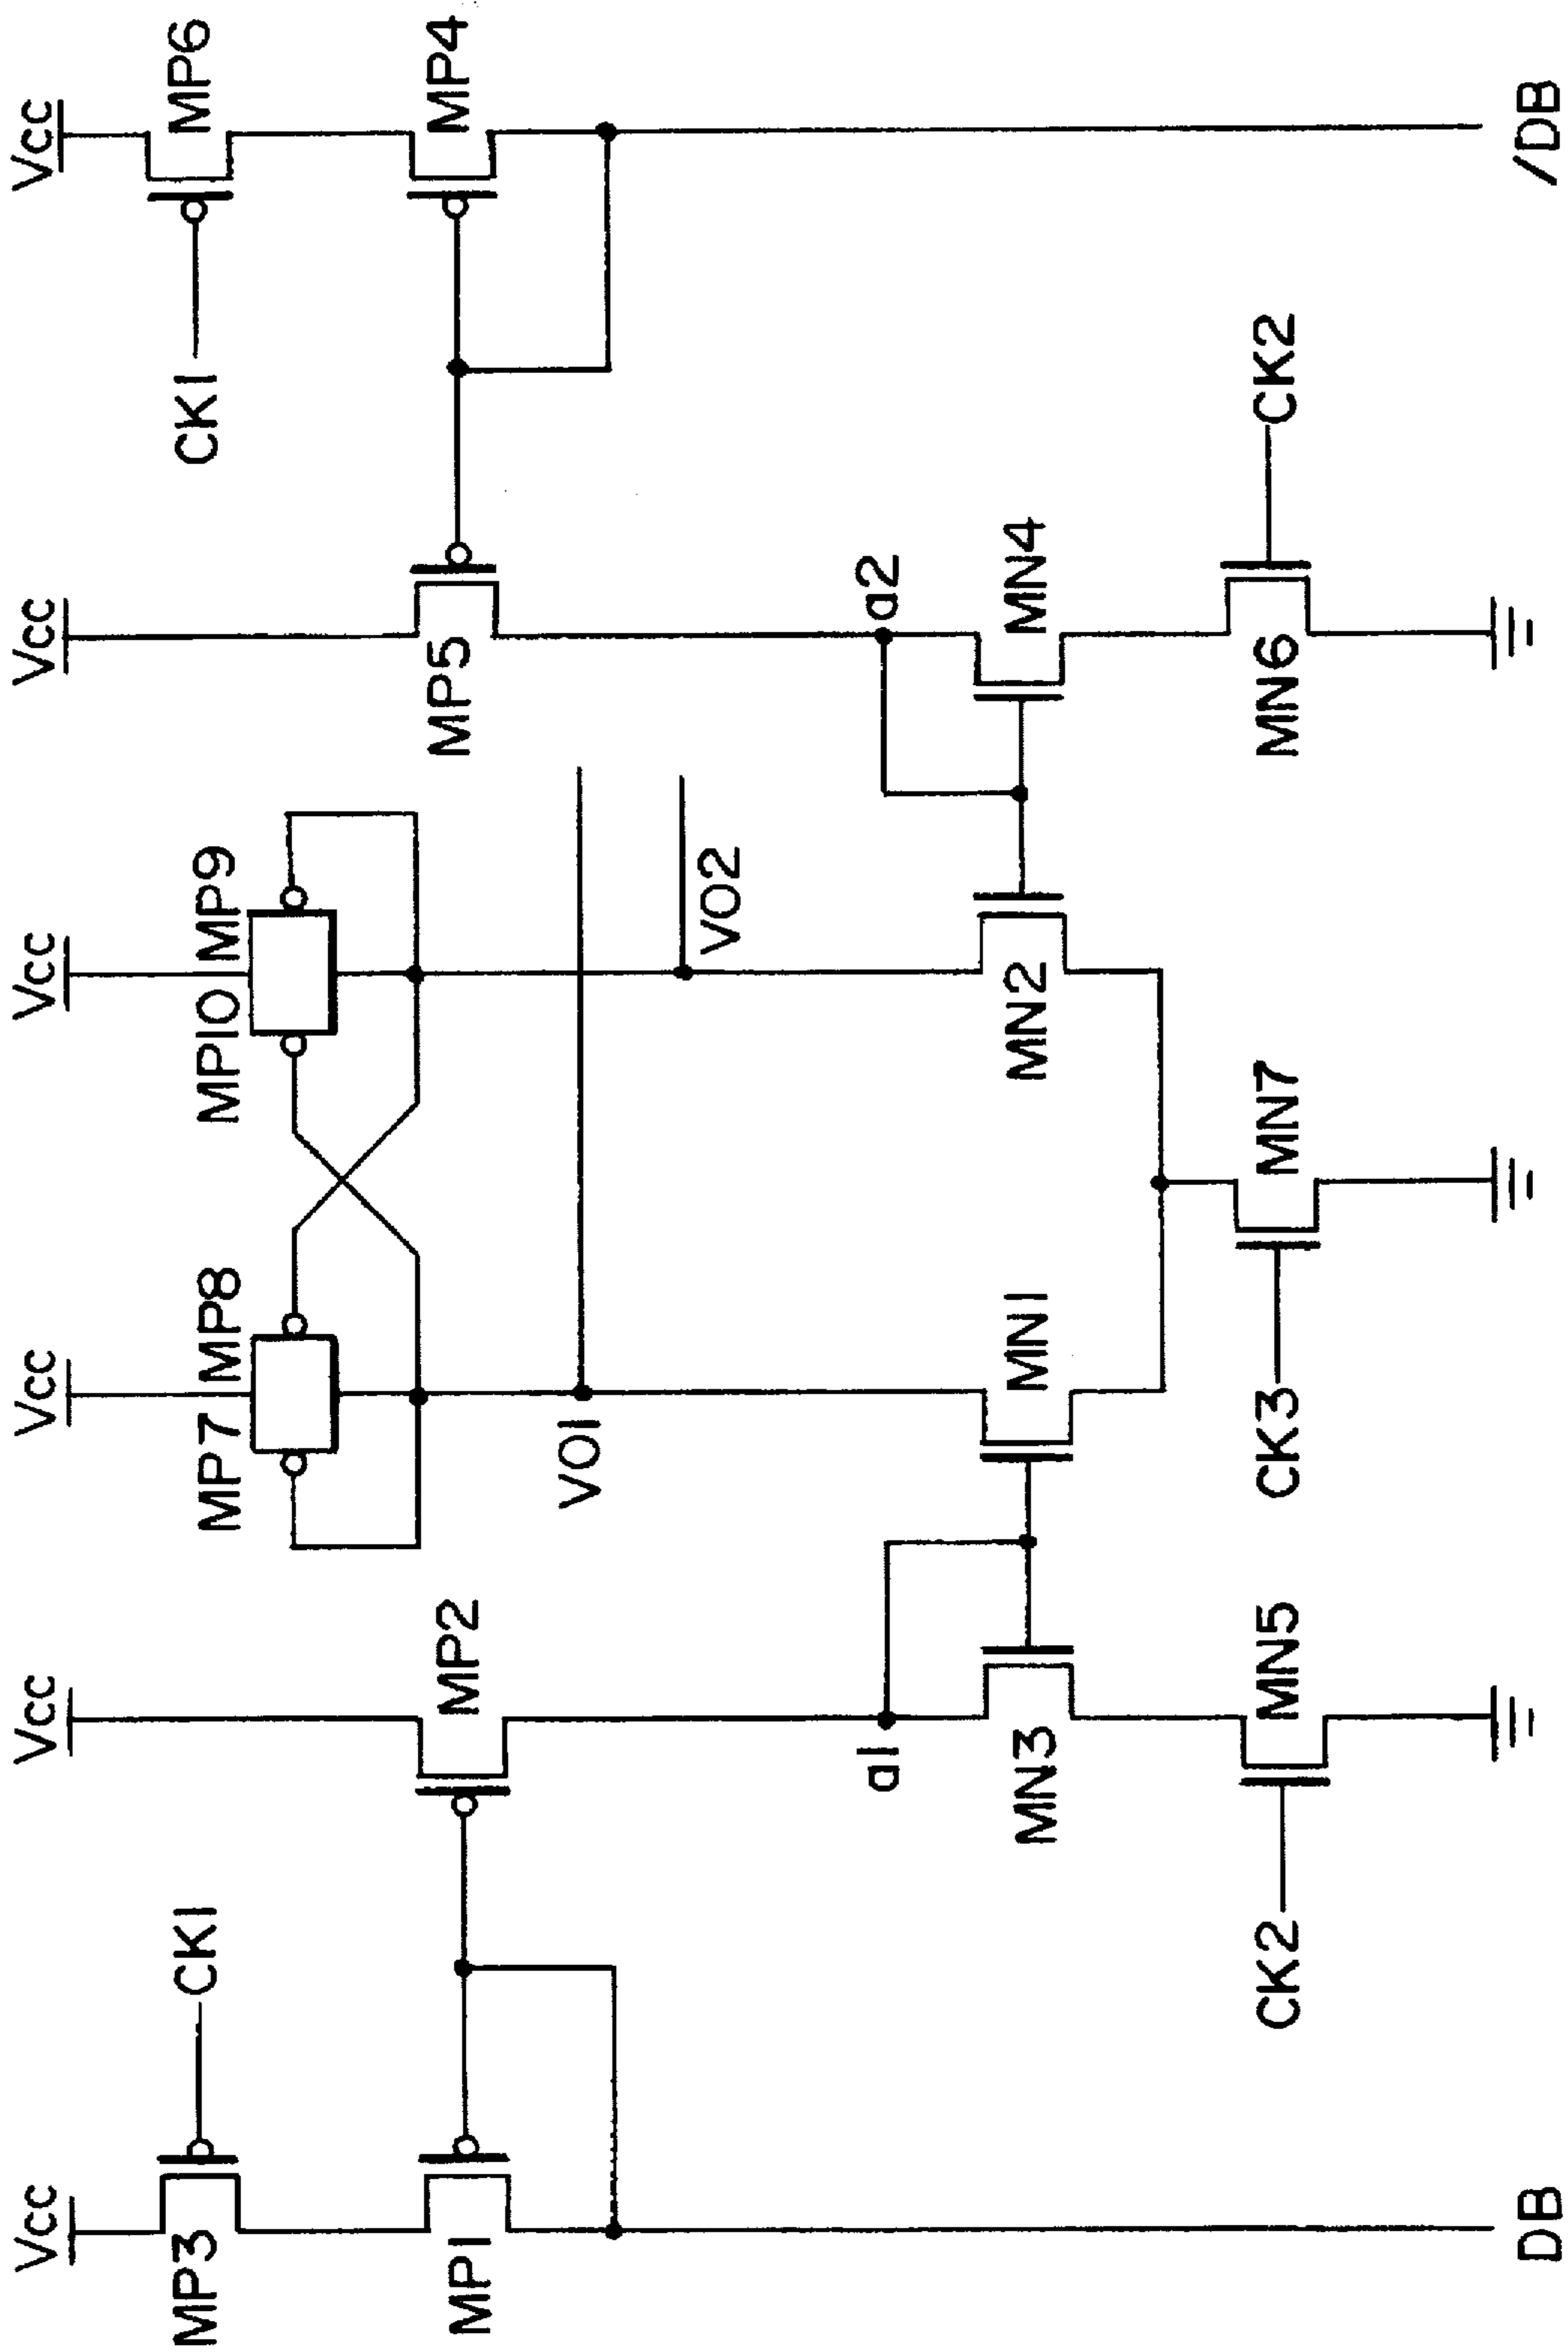 Vcc Vcc Vcc Vcc Vcc Vcc
MP3 CK1 MP7 MP8 MP10 MP9 CK1 MP6
MP1 MP2 MP5 MP4
VO1 VO2
a1 a2
MN3 MN1 MN2 MN4
CK2 MN5 CK3 MN7 MN6 CK2
DB /DB